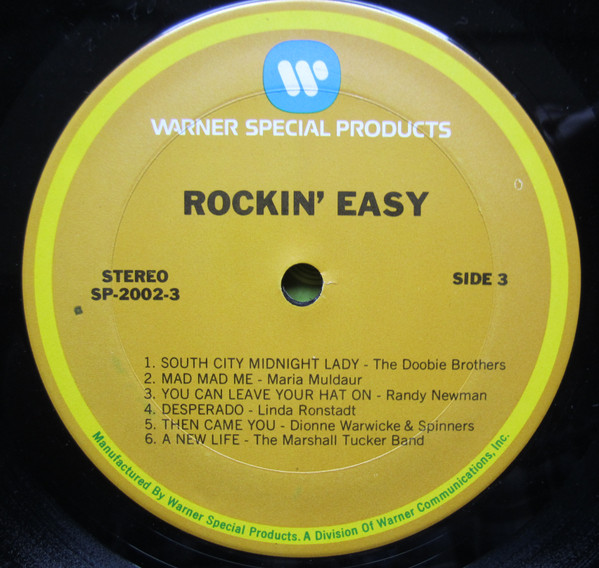 WARNER SPECIAL PRODUCTS
ROCKIN' EASY
STEREO
SP-2002-3
SIDE 3
1. SOUTH CITY MIDNIGHT LADY - The Doobie Brothers
2. MAD MAD ME - Maria Muldaur
3. YOU CAN LEAVE YOUR HAT ON - Randy Newman
4. DESPERADO - Linda Ronstadt
5. THEN CAME YOU - Dionne Warwicke & Spinners
6. A NEW LIFE - The Marshall Tucker Band
Manufactured By Warner Special Products. A Division Of Warner Communications, Inc.